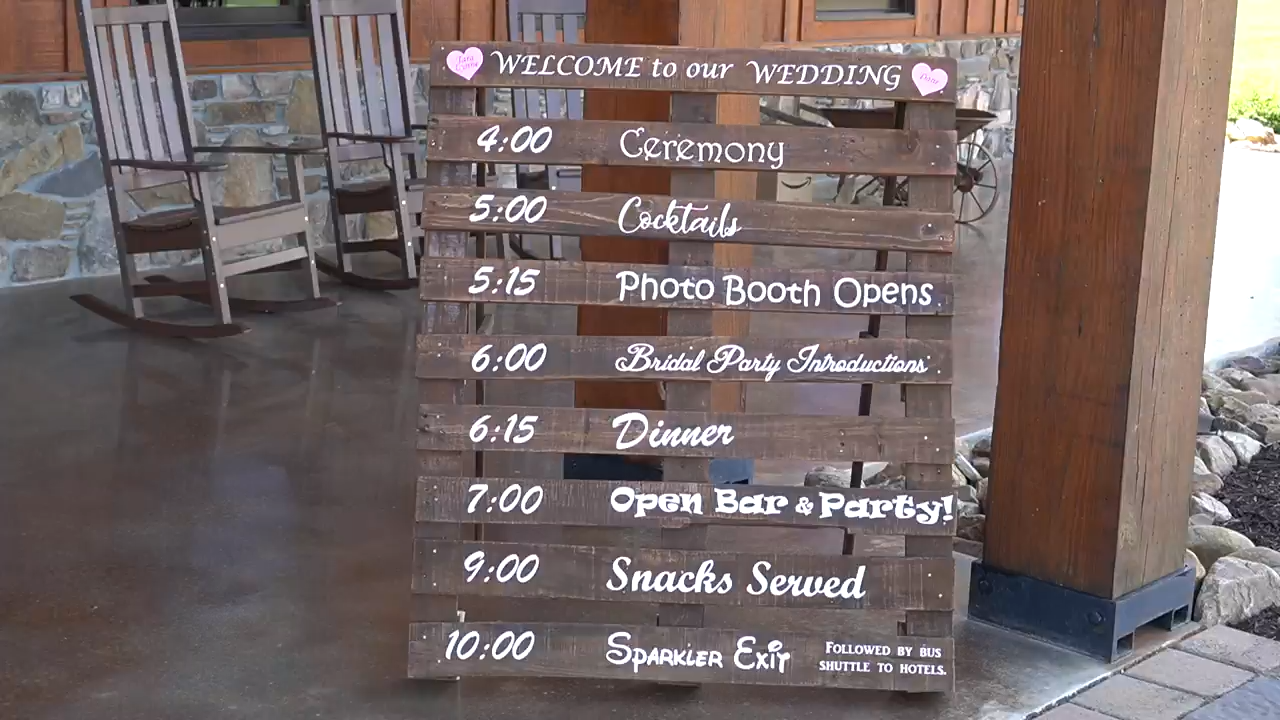 WELCOME to our WEDDING
4:00 Ceremony
5:00 Cocktails
5:15 Photo Booth Opens
6:00 Bridal Party Introductions
6:15 Dinner
7:00 Open Bar & Party!
9:00 Snacks Served
10:00 Sparkler Exit
Followed by bus
shuttle to hotels.